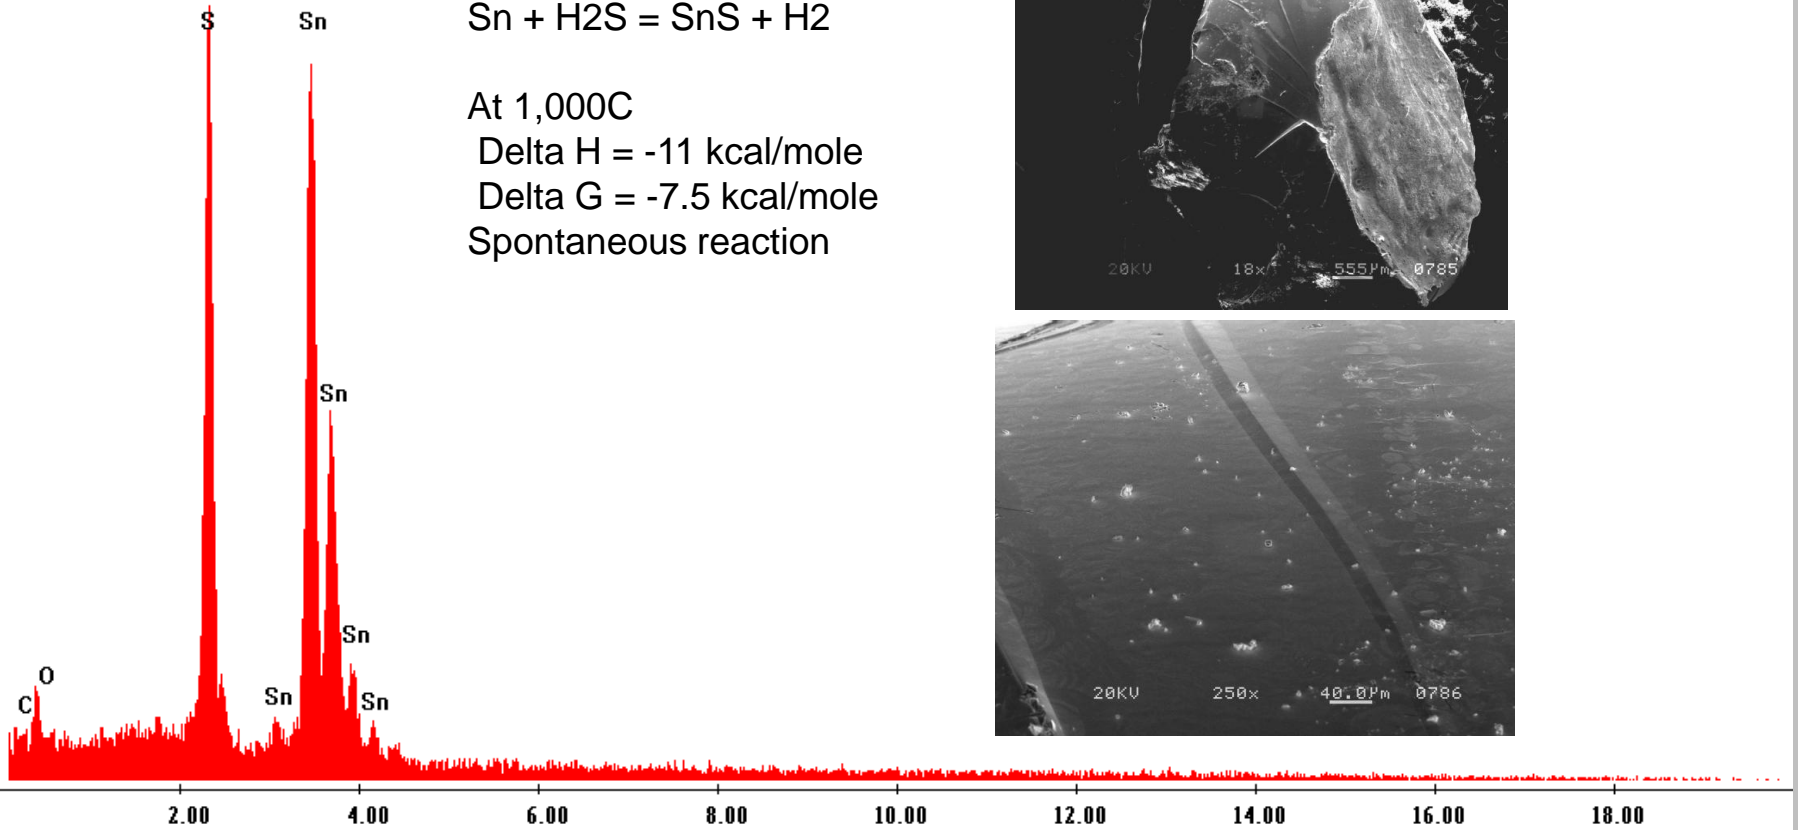 S
Sn
Sn + H2S = SnS + H2
At 1,000C
Delta H = -11 kcal/mole
Delta G = -7.5 kcal/mole
Spontaneous reaction
Sn
Sn
O
C
Sn
Sn
2.00 4.00 6.00 8.00 10.00 12.00 14.00 16.00 18.00
20KV 18x 555µm 0785
20KV 250x 40.0µm 0786